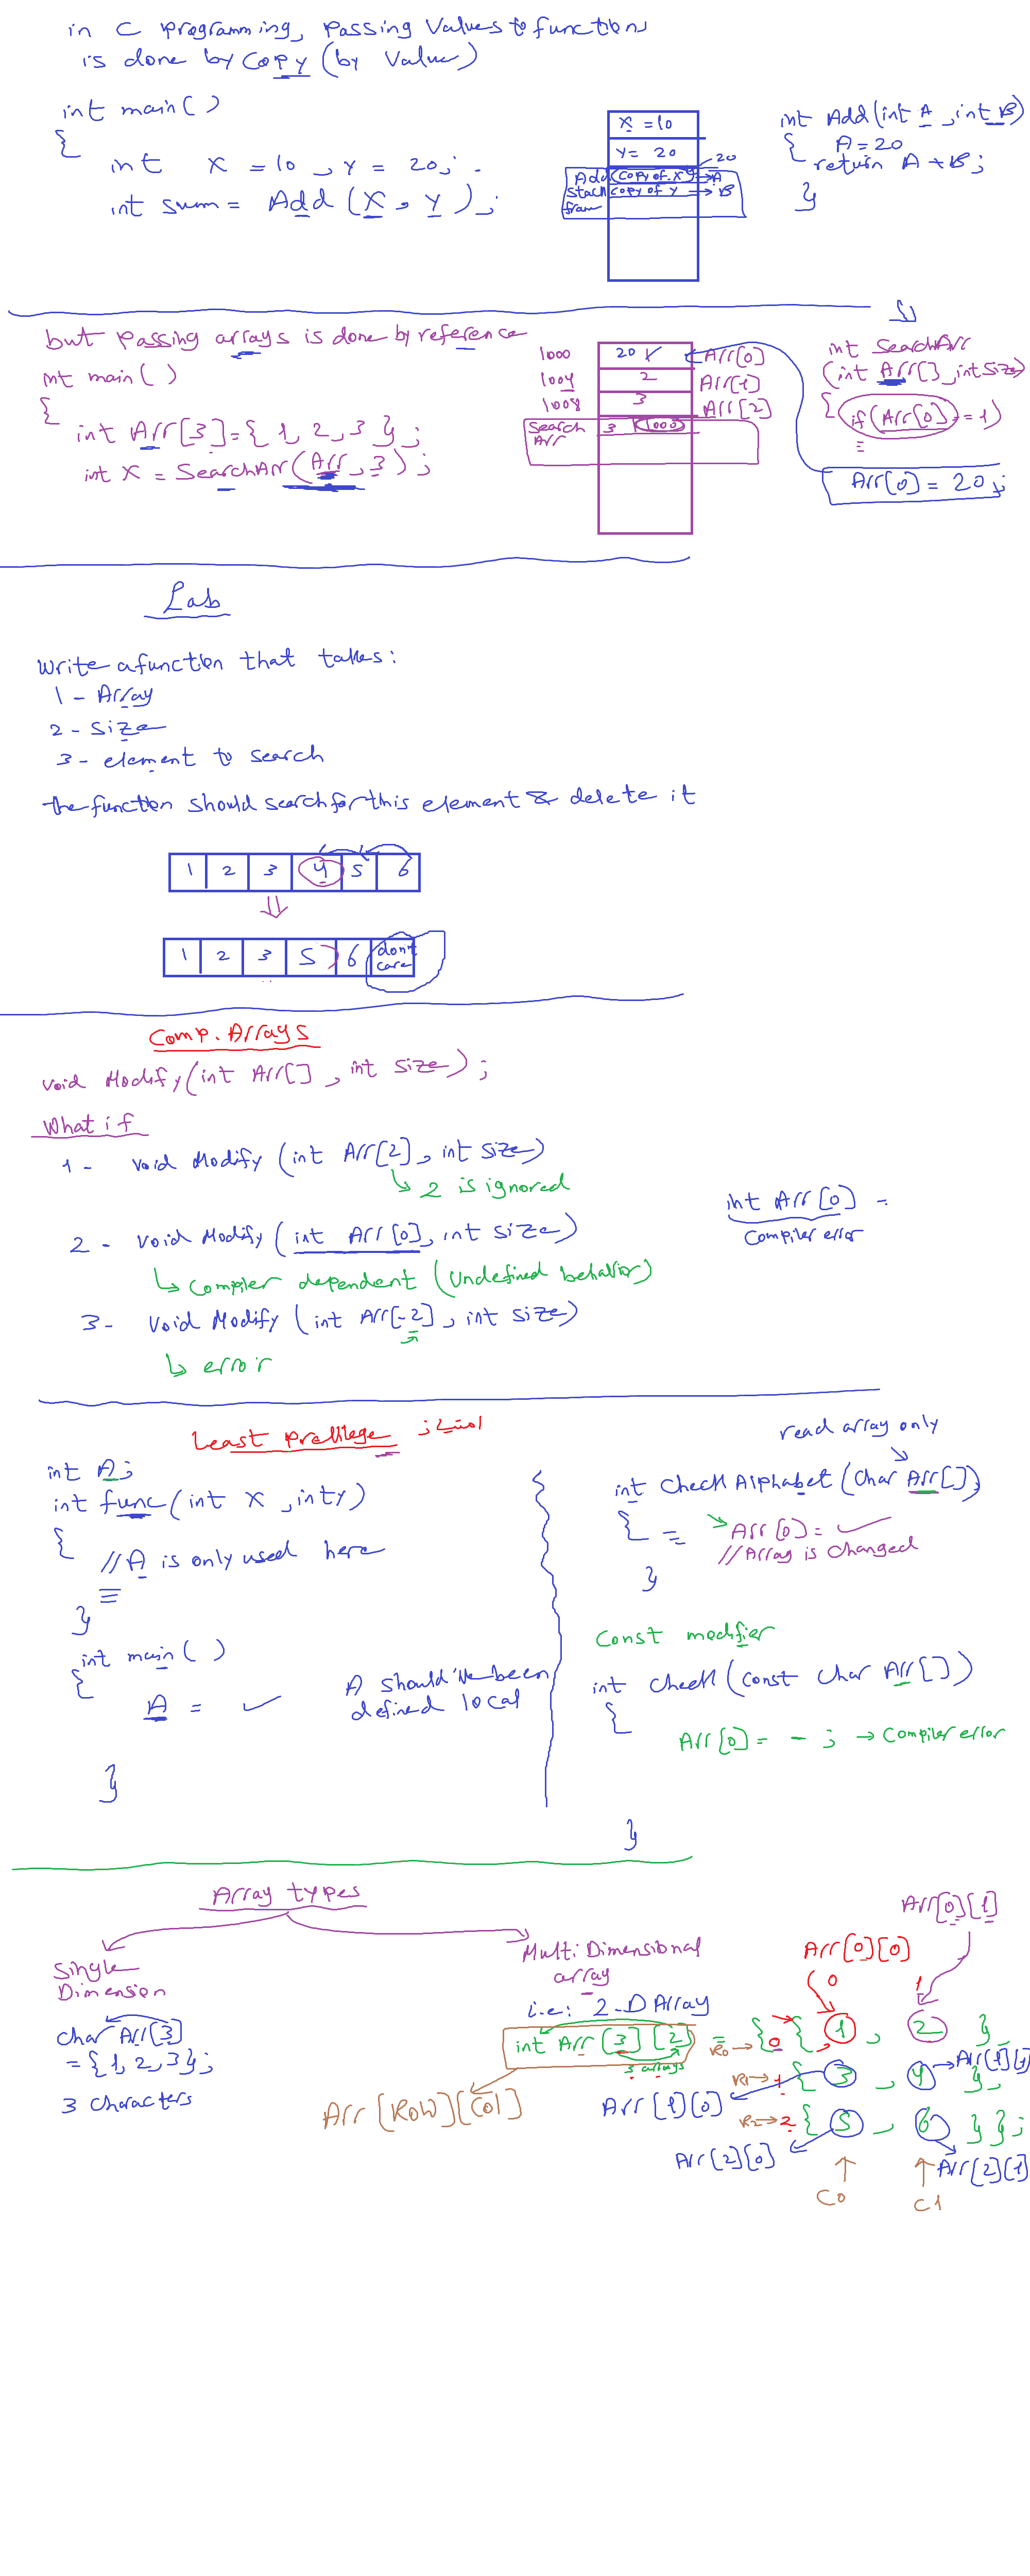 in C programming, passing values to functions
is done by copy (by value)
int main( )
{
int X = 10 , Y = 20;
int sum = Add (X , Y );
X = 10
Y = 20
20
Add (copy of X) → A
stack copy of Y → B
fram
int Add(int A , int B)
{ A = 20
return A + B;
}
but passing arrays is done by reference
int main( )
{
int Arr[3] = { 1, 2, 3 };
int X = SearchArr(Arr, 3);
1000 20 Arr[0]
1004 2 Arr[1]
1008 3 Arr[2]
Search 3 1000
Arr
int SearchArr
(int Arr[], int size)
{ if (Arr[0] == 1)
Arr[0] = 20;
Lab
write a function that takes:
1 - Array
2 - size
3 - element to search
the function should search for this element & delete it
1 2 3 4 5 6
⇓
1 2 3 5 6 don't
care
Comp. Arrays
void Modify(int Arr[] , int size);
What if
1 - void Modify (int Arr[2], int size)
↳ 2 is ignored
2 - void Modify (int Arr[0], int size)
↳ Compiler dependent (Undefined behavior)
int Arr[0] =
Compiler error
3 - void Modify (int Arr[-2], int size)
↳ error
Least Previlege امتياز
int A;
int func(int X , int y)
{
// A is only used here
}
int main( )
{
A = ✓
A should've been
defined local
}
read array only
int CheckAlphabet (char Arr[])
{ = Arr[0] = ✓
// Array is changed
}
Const modifier
int check (const char Arr[])
{
Arr[0] = - ; → Compiler error
}
Array types
Single
Dimension
char Arr[3]
= {1, 2, 3};
3 characters
Multi Dimensional
array
i.e: 2-D Array
int Arr [3] [2] =
3 arrays
Arr [Row][Col]
Arr[0][1]
Arr[0][0]
0 1
R0 → 0 { { 1 , 2 },
R1 → 1 { 3 , 4 }, → Arr[1][1]
Arr[1][0]
R2 → 2 { 5 , 6 } };
Arr[2][0] Arr[2][1]
C0 C1